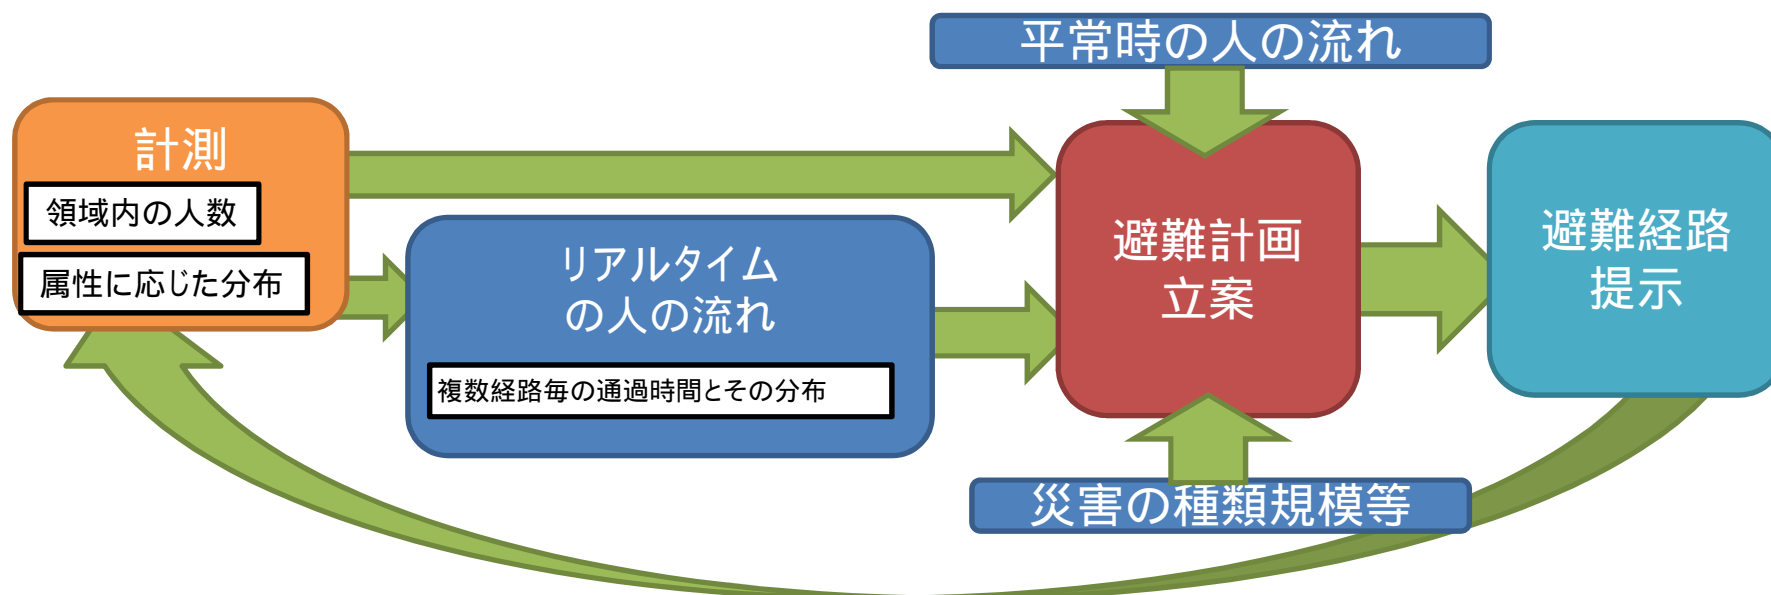 平常時の人の流れ
計測
領域内の人数
属性に応じた分布
リアルタイム
の人の流れ
複数経路毎の通過時間とその分布
避難計画
立案
避難経路
提示
災害の種類規模等